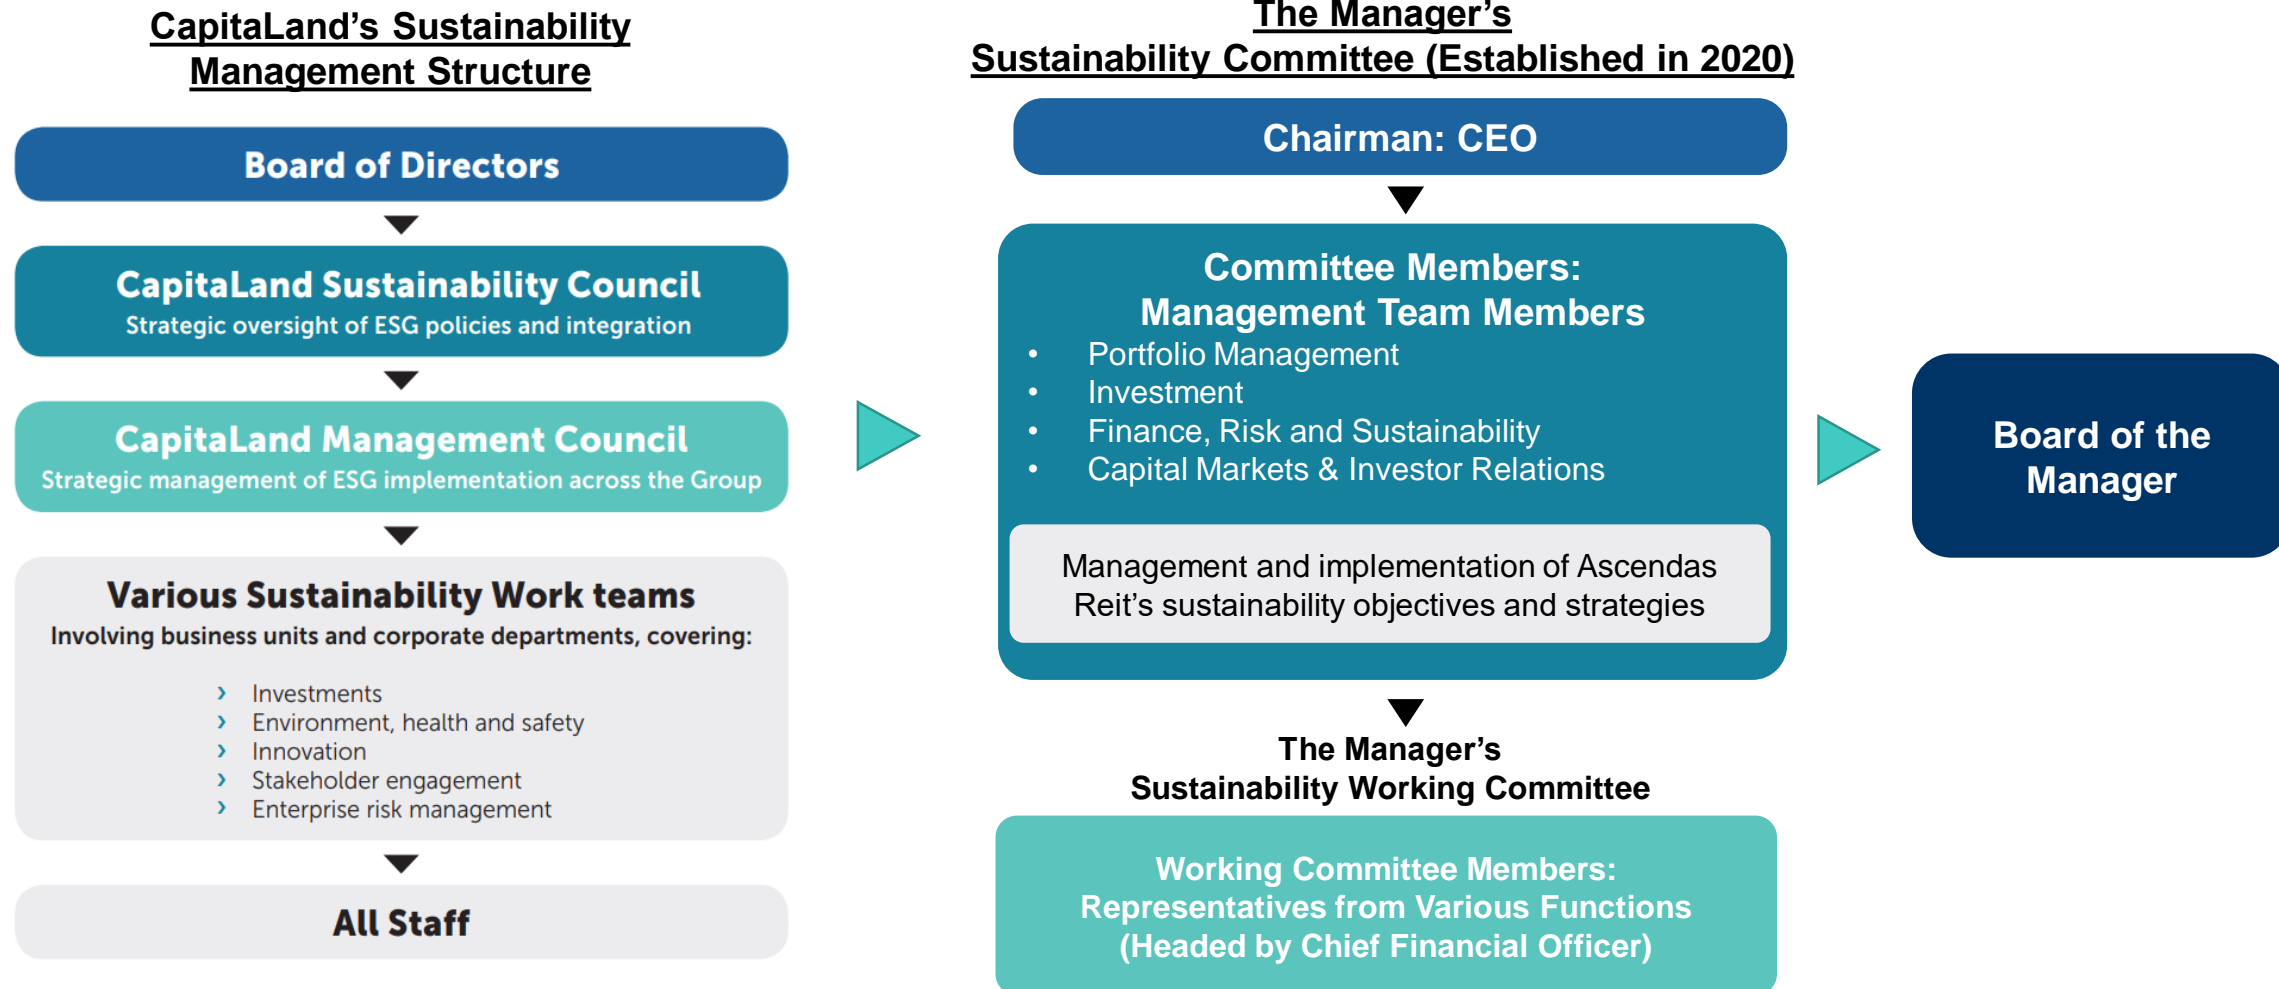 CapitaLand's Sustainability
Management Structure
Board of Directors
CapitaLand Sustainability Council
Strategic oversight of ESG policies and integration
CapitaLand Management Council
Strategic management of ESG implementation across the Group
Various Sustainability Work teams
Involving business units and corporate departments, covering:
› Investments
› Environment, health and safety
› Innovation
› Stakeholder engagement
› Enterprise risk management
All Staff
The Manager's
Sustainability Committee (Established in 2020)
Chairman: CEO
Committee Members:
Management Team Members
• Portfolio Management
• Investment
• Finance, Risk and Sustainability
• Capital Markets & Investor Relations
Management and implementation of Ascendas
Reit's sustainability objectives and strategies
The Manager's
Sustainability Working Committee
Working Committee Members:
Representatives from Various Functions
(Headed by Chief Financial Officer)
Board of the
Manager